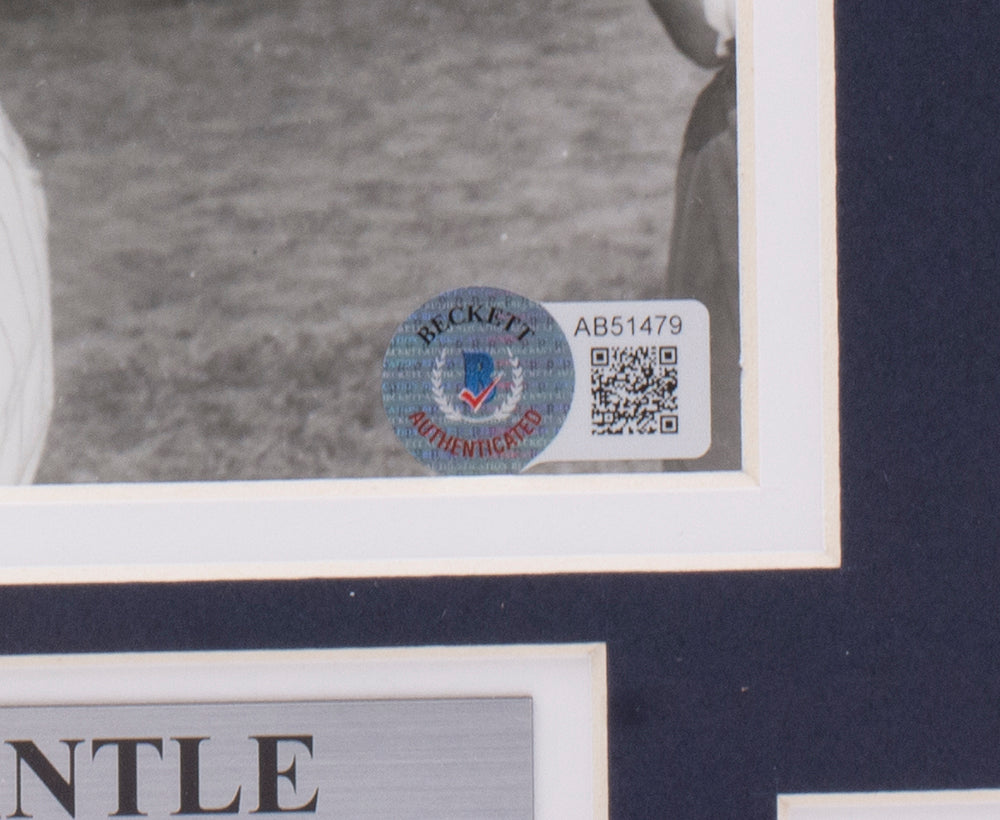 BECKETT
AUTHENTICATED
AB51479
NTLE